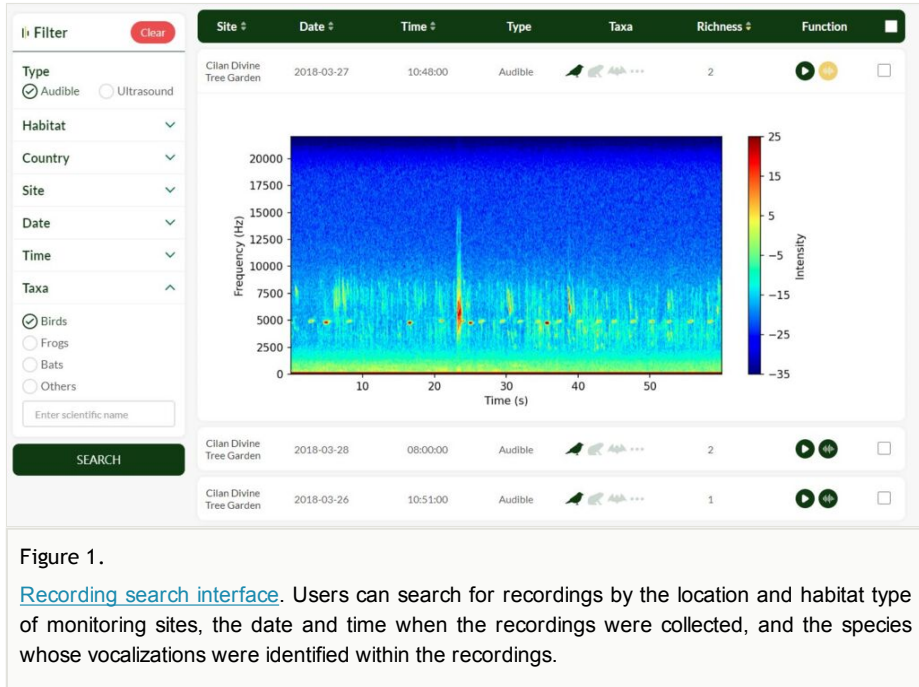 Filter
Clear
Type
Audible Ultrasound
Habitat
Country
Site
Date
Time
Taxa
Birds
Frogs
Bats
Others
Enter scientific name
SEARCH
Site Date Time Type Taxa Richness Function
Cilan Divine
Tree Garden
2018-03-27 10:48:00 Audible 2
20000
17500
15000
12500
10000
7500
5000
2500
0
Frequency (Hz)
10 20 30 40 50
Time (s)
25
15
5
−5
−15
−25
−35
Intensity
Cilan Divine
Tree Garden
2018-03-28 08:00:00 Audible 2
Cilan Divine
Tree Garden
2018-03-26 10:51:00 Audible 1
Figure 1.
Recording search interface. Users can search for recordings by the location and habitat type
of monitoring sites, the date and time when the recordings were collected, and the species
whose vocalizations were identified within the recordings.